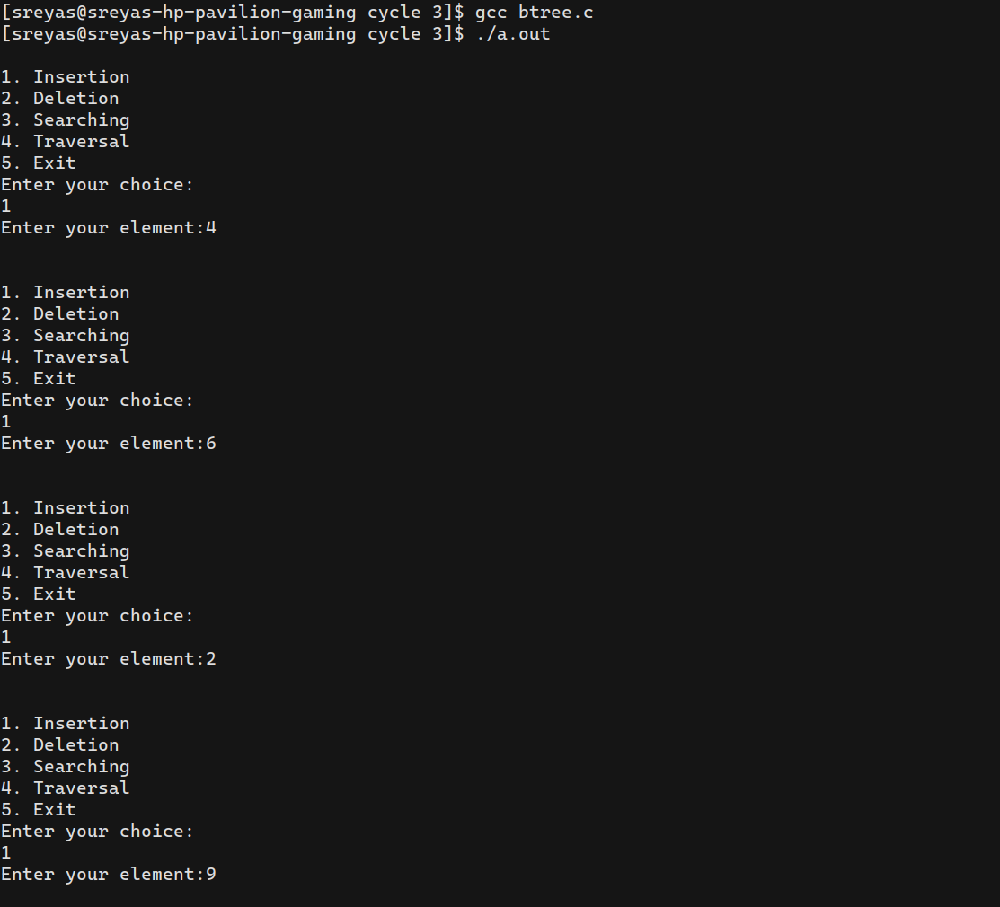 [sreyas@sreyas-hp-pavilion-gaming cycle 3]$ gcc btree.c
[sreyas@sreyas-hp-pavilion-gaming cycle 3]$ ./a.out
1. Insertion
2. Deletion
3. Searching
4. Traversal
5. Exit
Enter your choice:
1
Enter your element:4
1. Insertion
2. Deletion
3. Searching
4. Traversal
5. Exit
Enter your choice:
1
Enter your element:6
1. Insertion
2. Deletion
3. Searching
4. Traversal
5. Exit
Enter your choice:
1
Enter your element:2
1. Insertion
2. Deletion
3. Searching
4. Traversal
5. Exit
Enter your choice:
1
Enter your element:9